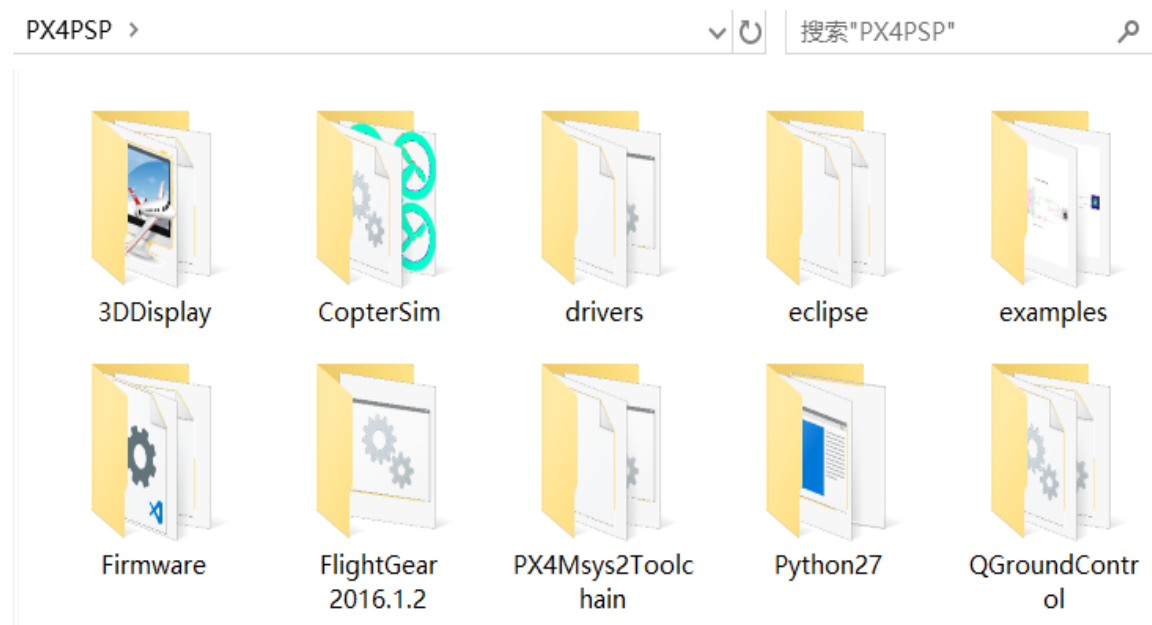 PX4PSP
搜索"PX4PSP"
3DDisplay
CopterSim
drivers
eclipse
examples
Firmware
FlightGear
2016.1.2
PX4Msys2Toolc
hain
Python27
QGroundContr
ol